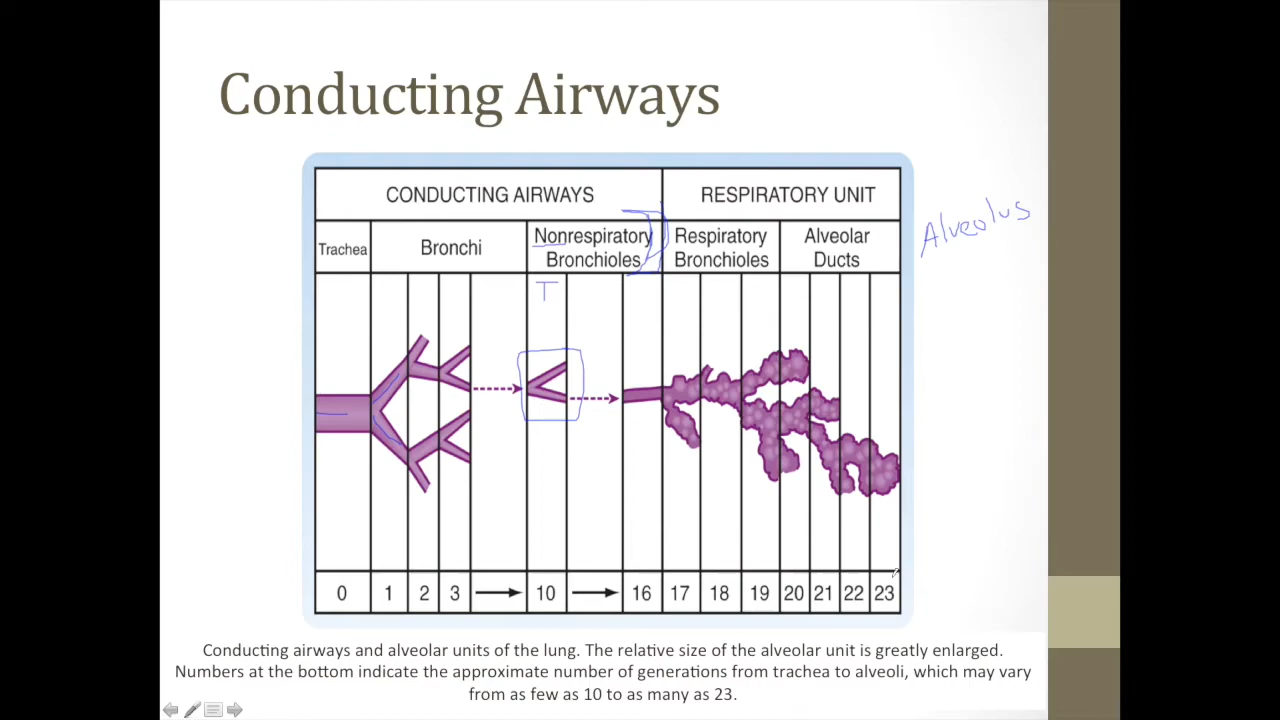 Conducting Airways
CONDUCTING AIRWAYS
RESPIRATORY UNIT
Trachea
Bronchi
Nonrespiratory
Bronchioles
Respiratory
Bronchioles
Alveolar
Ducts
Alveolus
T
0 1 2 3 10 16 17 18 19 20 21 22 23
Conducting airways and alveolar units of the lung. The relative size of the alveolar unit is greatly enlarged.
Numbers at the bottom indicate the approximate number of generations from trachea to alveoli, which may vary
from as few as 10 to as many as 23.